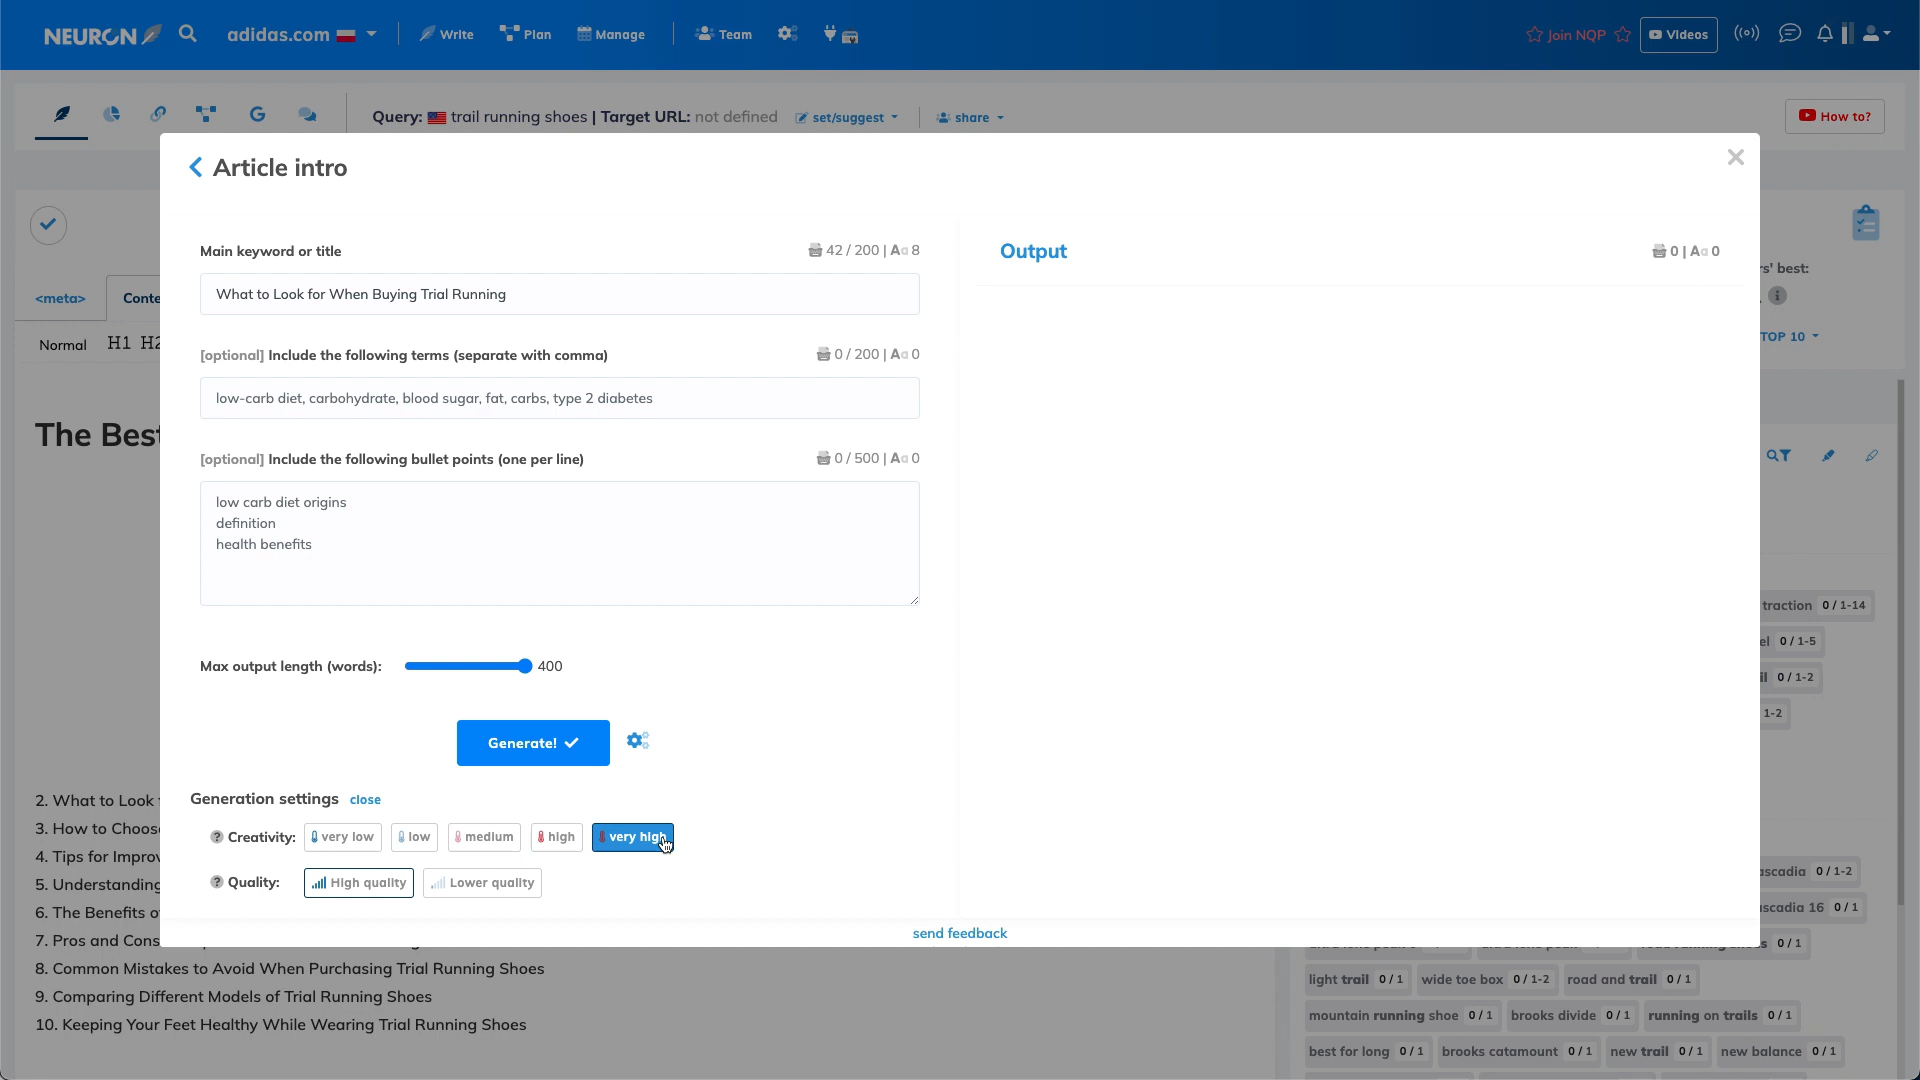 NEURON
adidas.com
Write
Plan
Manage
Team
Join NQP
Videos
Query: trail running shoes | Target URL: not defined
set/suggest
share
How to?
Article intro
Main keyword or title
42 / 200 | Aa 8
What to Look for When Buying Trial Running
[optional] Include the following terms (separate with comma)
0 / 200 | Aa 0
low-carb diet, carbohydrate, blood sugar, fat, carbs, type 2 diabetes
[optional] Include the following bullet points (one per line)
0 / 500 | Aa 0
low carb diet origins
definition
health benefits
Max output length (words):
400
Generate!
Generation settings close
Creativity: very low low medium high very high
Quality: High quality Lower quality
Output
0 | Aa 0
send feedback
<meta>
Conte
Normal H1 H2
The Best
2. What to Look
3. How to Choos
4. Tips for Improv
5. Understanding
6. The Benefits o
7. Pros and Cons
8. Common Mistakes to Avoid When Purchasing Trial Running Shoes
9. Comparing Different Models of Trial Running Shoes
10. Keeping Your Feet Healthy While Wearing Trial Running Shoes
rs' best:
TOP 10
traction 0 / 1-14
el 0 / 1-5
il 0 / 1-2
1-2
ascadia 0 / 1-2
ascadia 16 0 / 1
0 / 1
light trail 0 / 1 wide toe box 0 / 1-2 road and trail 0 / 1
mountain running shoe 0 / 1 brooks divide 0 / 1 running on trails 0 / 1
best for long 0 / 1 brooks catamount 0 / 1 new trail 0 / 1 new balance 0 / 1